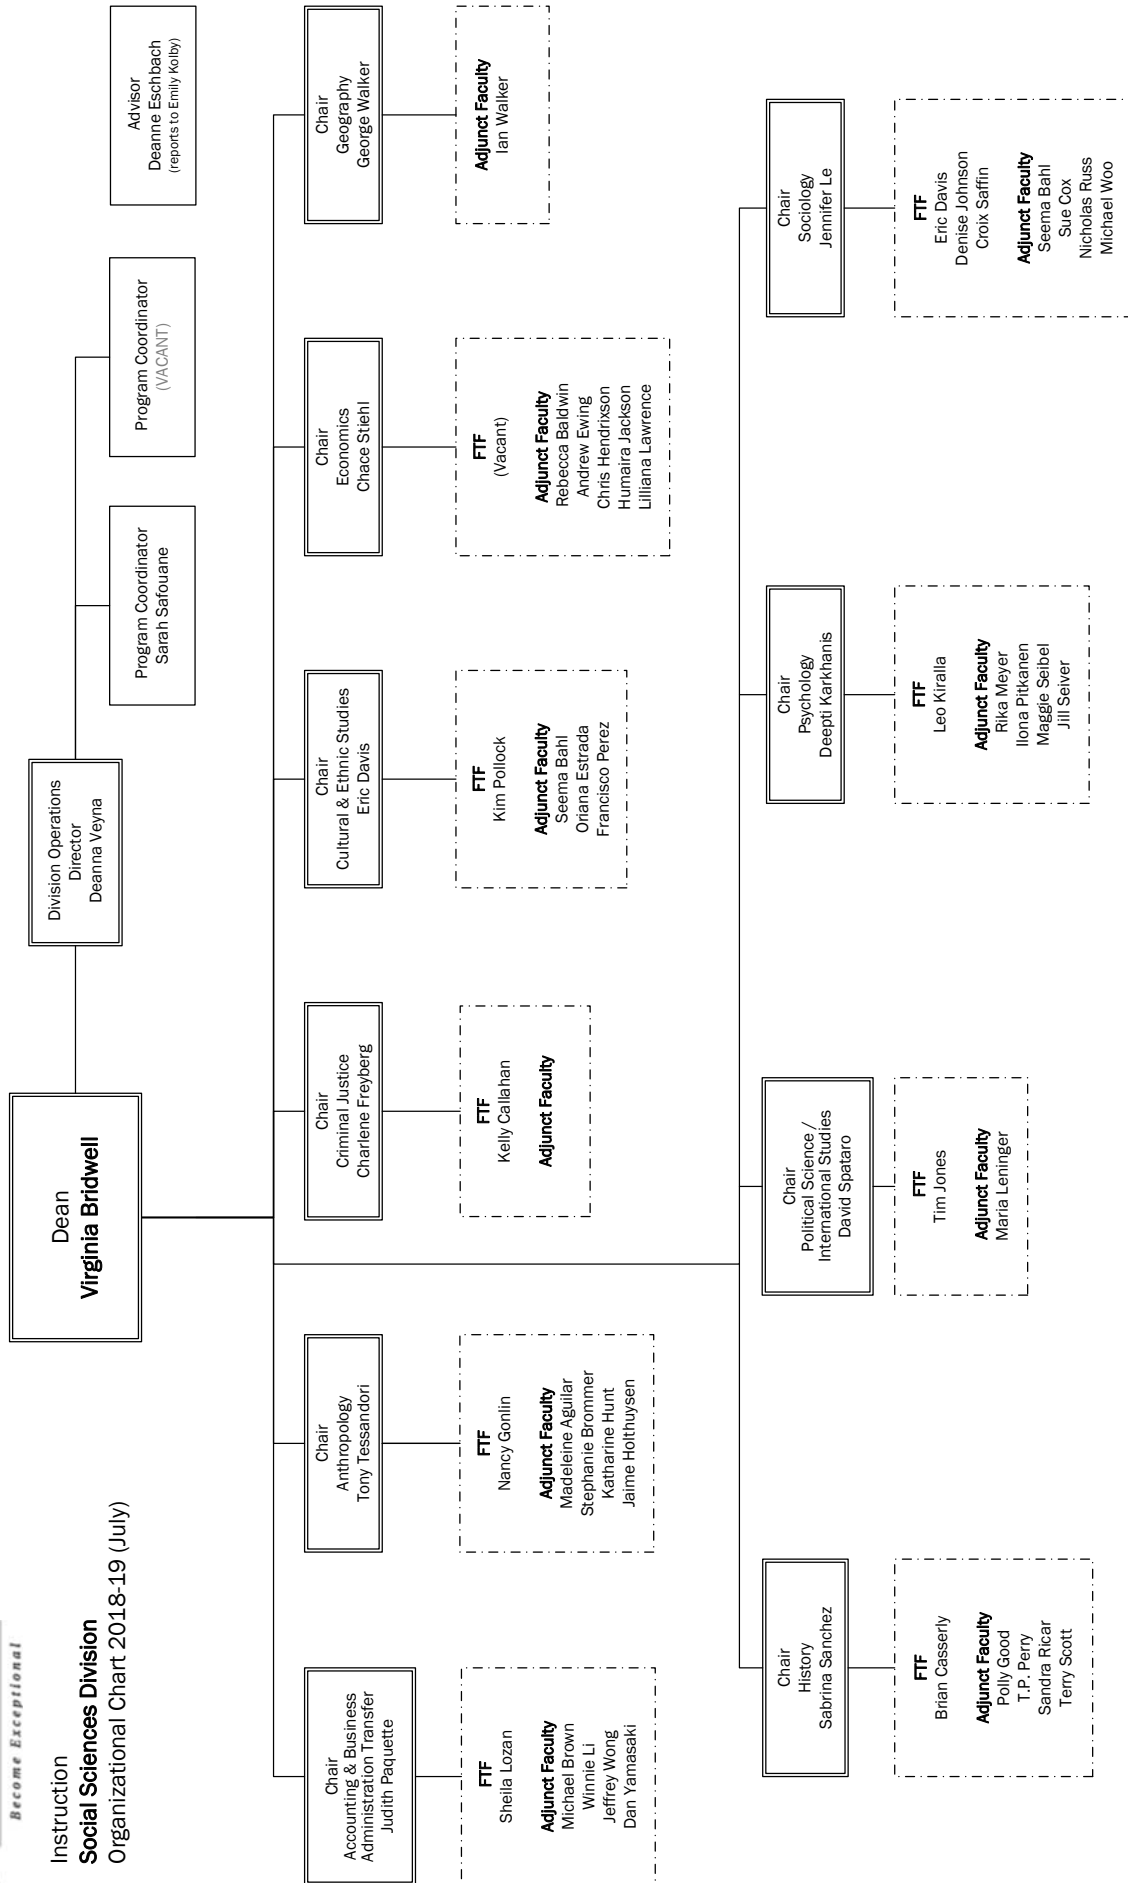 Become Exceptional
Instruction
Social Sciences Division
Organizational Chart 2018-19 (July)
Dean
Virginia Bridwell
Division Operations
Director
Deanna Veyna
Program Coordinator
Sarah Safouane
Program Coordinator
(VACANT)
Advisor
Deanne Eschbach
(reports to Emily Kolby)
Chair
Accounting & Business
Administration Transfer
Judith Paquette
FTF
Sheila Lozan
Adjunct Faculty
Michael Brown
Winnie Li
Jeffrey Wong
Dan Yamasaki
Chair
Anthropology
Tony Tessandori
FTF
Nancy Gonlin
Adjunct Faculty
Madeleine Aguilar
Stephanie Brommer
Katharine Hunt
Jaime Holthuysen
Chair
Criminal Justice
Charlene Freyberg
FTF
Kelly Callahan
Adjunct Faculty
Chair
Cultural & Ethnic Studies
Eric Davis
FTF
Kim Pollock
Adjunct Faculty
Seema Bahl
Oriana Estrada
Francisco Perez
Chair
Economics
Chace Stiehl
FTF
(Vacant)
Adjunct Faculty
Rebecca Baldwin
Andrew Ewing
Chris Hendrixson
Humaira Jackson
Lilliana Lawrence
Chair
Geography
George Walker
Adjunct Faculty
Ian Walker
Chair
History
Sabrina Sanchez
FTF
Brian Casserly
Adjunct Faculty
Polly Good
T.P. Perry
Sandra Ricar
Terry Scott
Chair
Political Science /
International Studies
David Spataro
FTF
Tim Jones
Adjunct Faculty
Maria Leninger
Chair
Psychology
Deepti Karkhanis
FTF
Leo Kiralla
Adjunct Faculty
Rika Meyer
Ilona Pitkanen
Maggie Seibel
Jill Seiver
Chair
Sociology
Jennifer Le
FTF
Eric Davis
Denise Johnson
Croix Saffin
Adjunct Faculty
Seema Bahl
Sue Cox
Nicholas Russ
Michael Woo